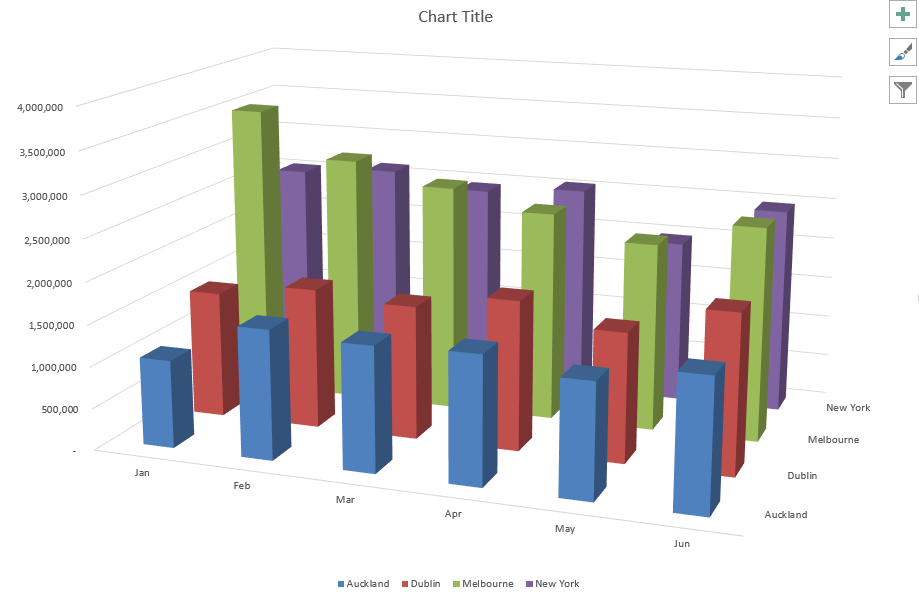 Chart Title
4,000,000
3,500,000
3,000,000
2,500,000
2,000,000
1,500,000
1,000,000
500,000
-
Jan
Feb
Mar
Apr
May
Jun
New York
Melbourne
Dublin
Auckland
Auckland Dublin Melbourne New York